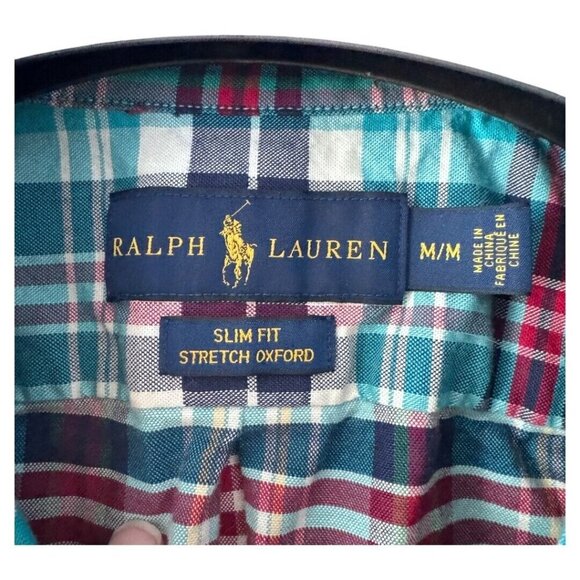 RALPH LAUREN
M/M
MADE IN
CHINA
FABRIQUÉ EN
CHINE
SLIM FIT
STRETCH OXFORD